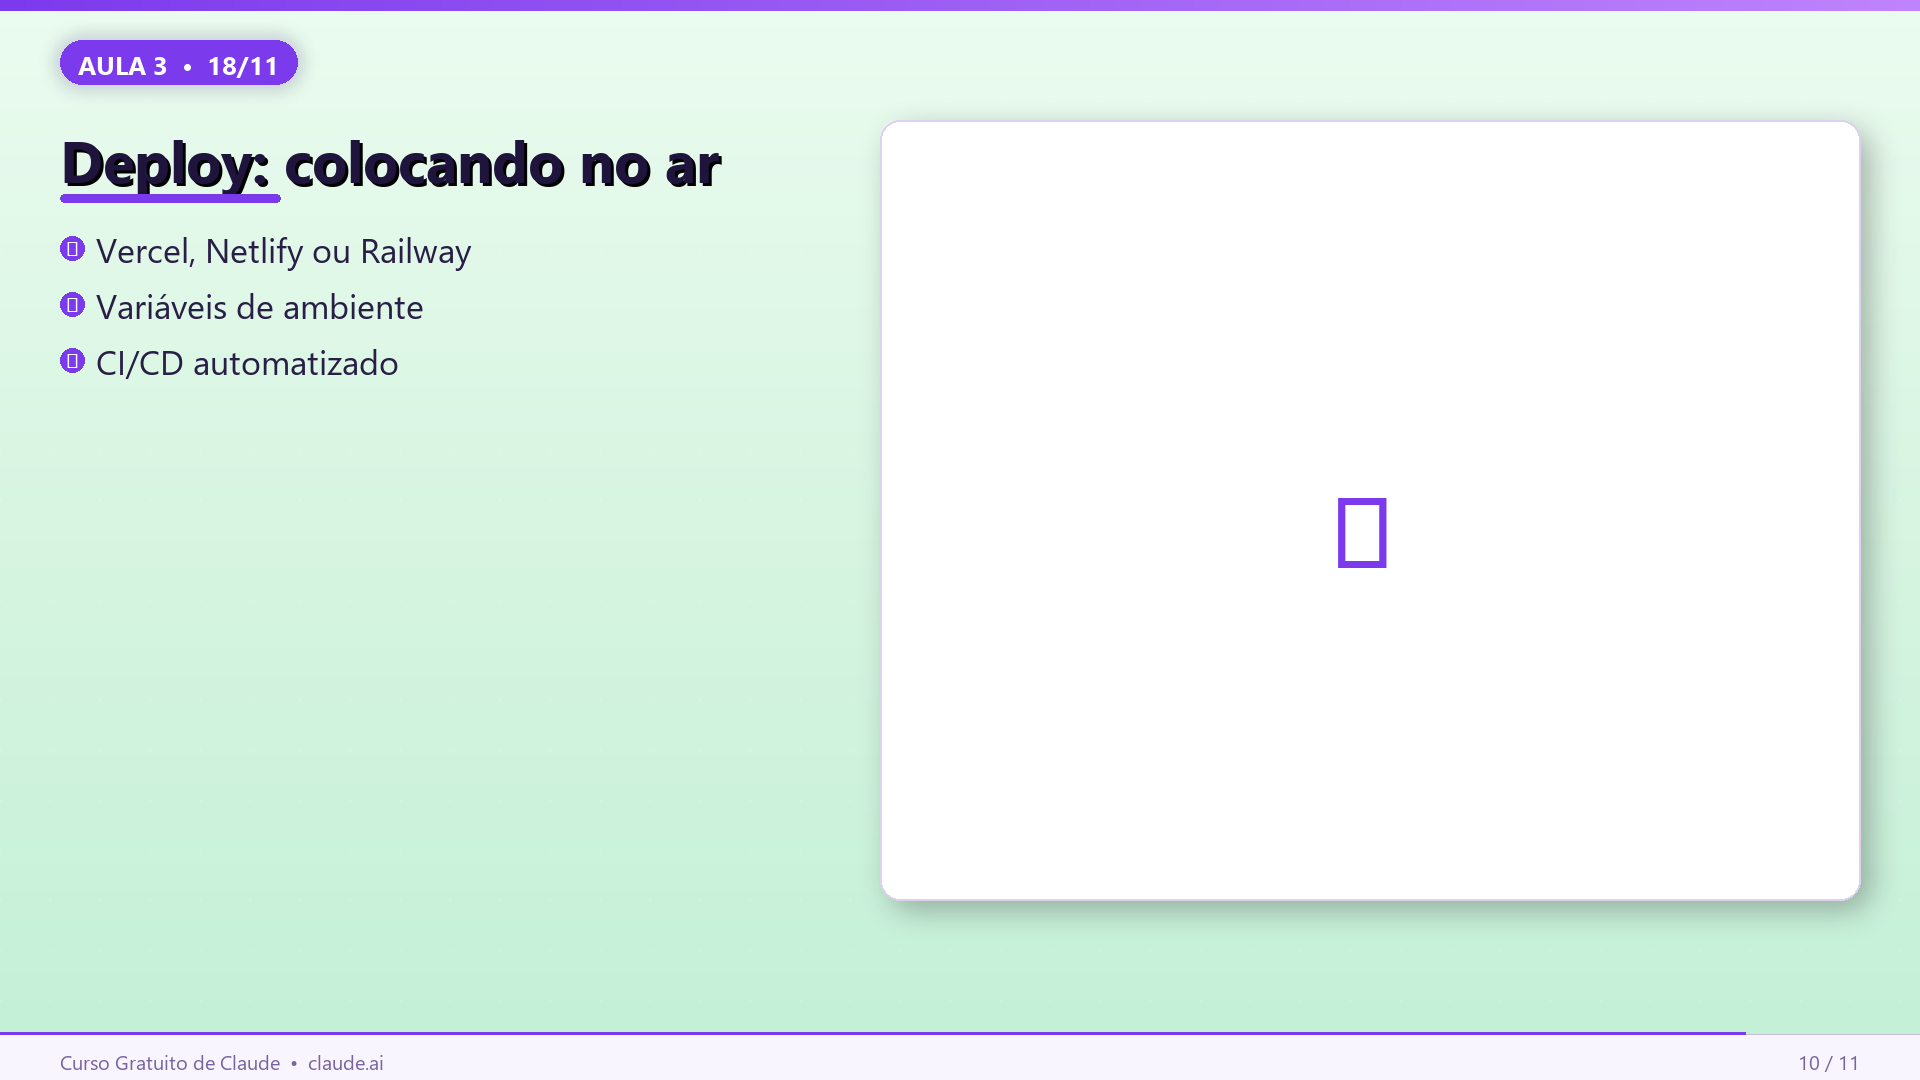 AULA 3 • 18/11
Deploy: colocando no ar
Vercel, Netlify ou Railway
Variáveis de ambiente
CI/CD automatizado
Curso Gratuito de Claude • claude.ai
10 / 11